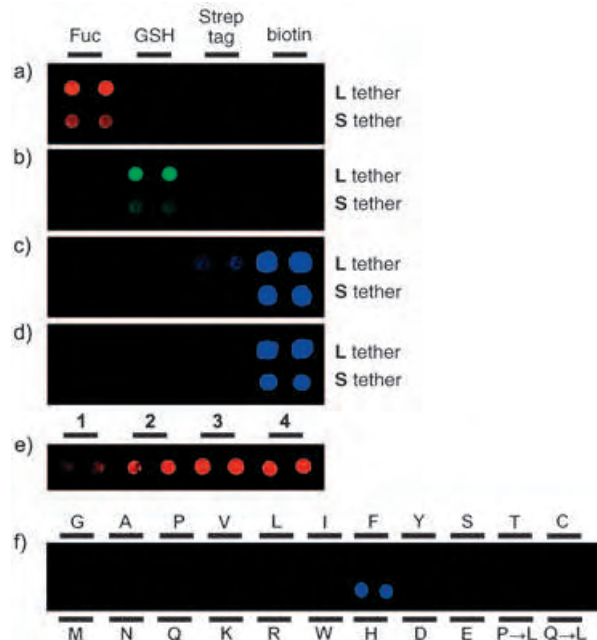 Fuc GSH Strep tag biotin
a)
L tether
S tether
b)
L tether
S tether
c)
L tether
S tether
d)
L tether
S tether
1 2 3 4
e)
G A P V L I F Y S T C
f)
M N Q K R W H D E P→L Q→L